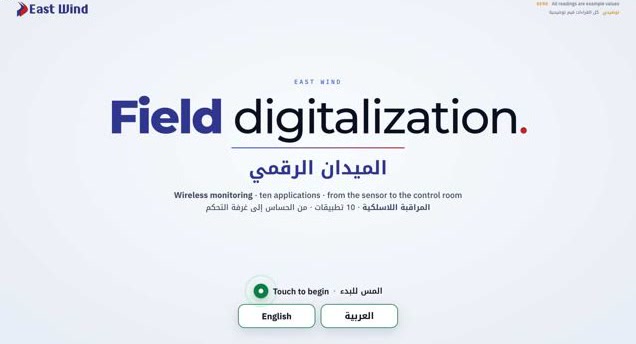 East Wind
DEMO All readings are example values
توضيحي كل القراءات قيم توضيحية
EAST WIND
Field digitalization.
الميدان الرقمي
Wireless monitoring · ten applications · from the sensor to the control room
المراقبة اللاسلكية · 10 تطبيقات · من الحساس إلى غرفة التحكم
Touch to begin · المس للبدء
English
العربية